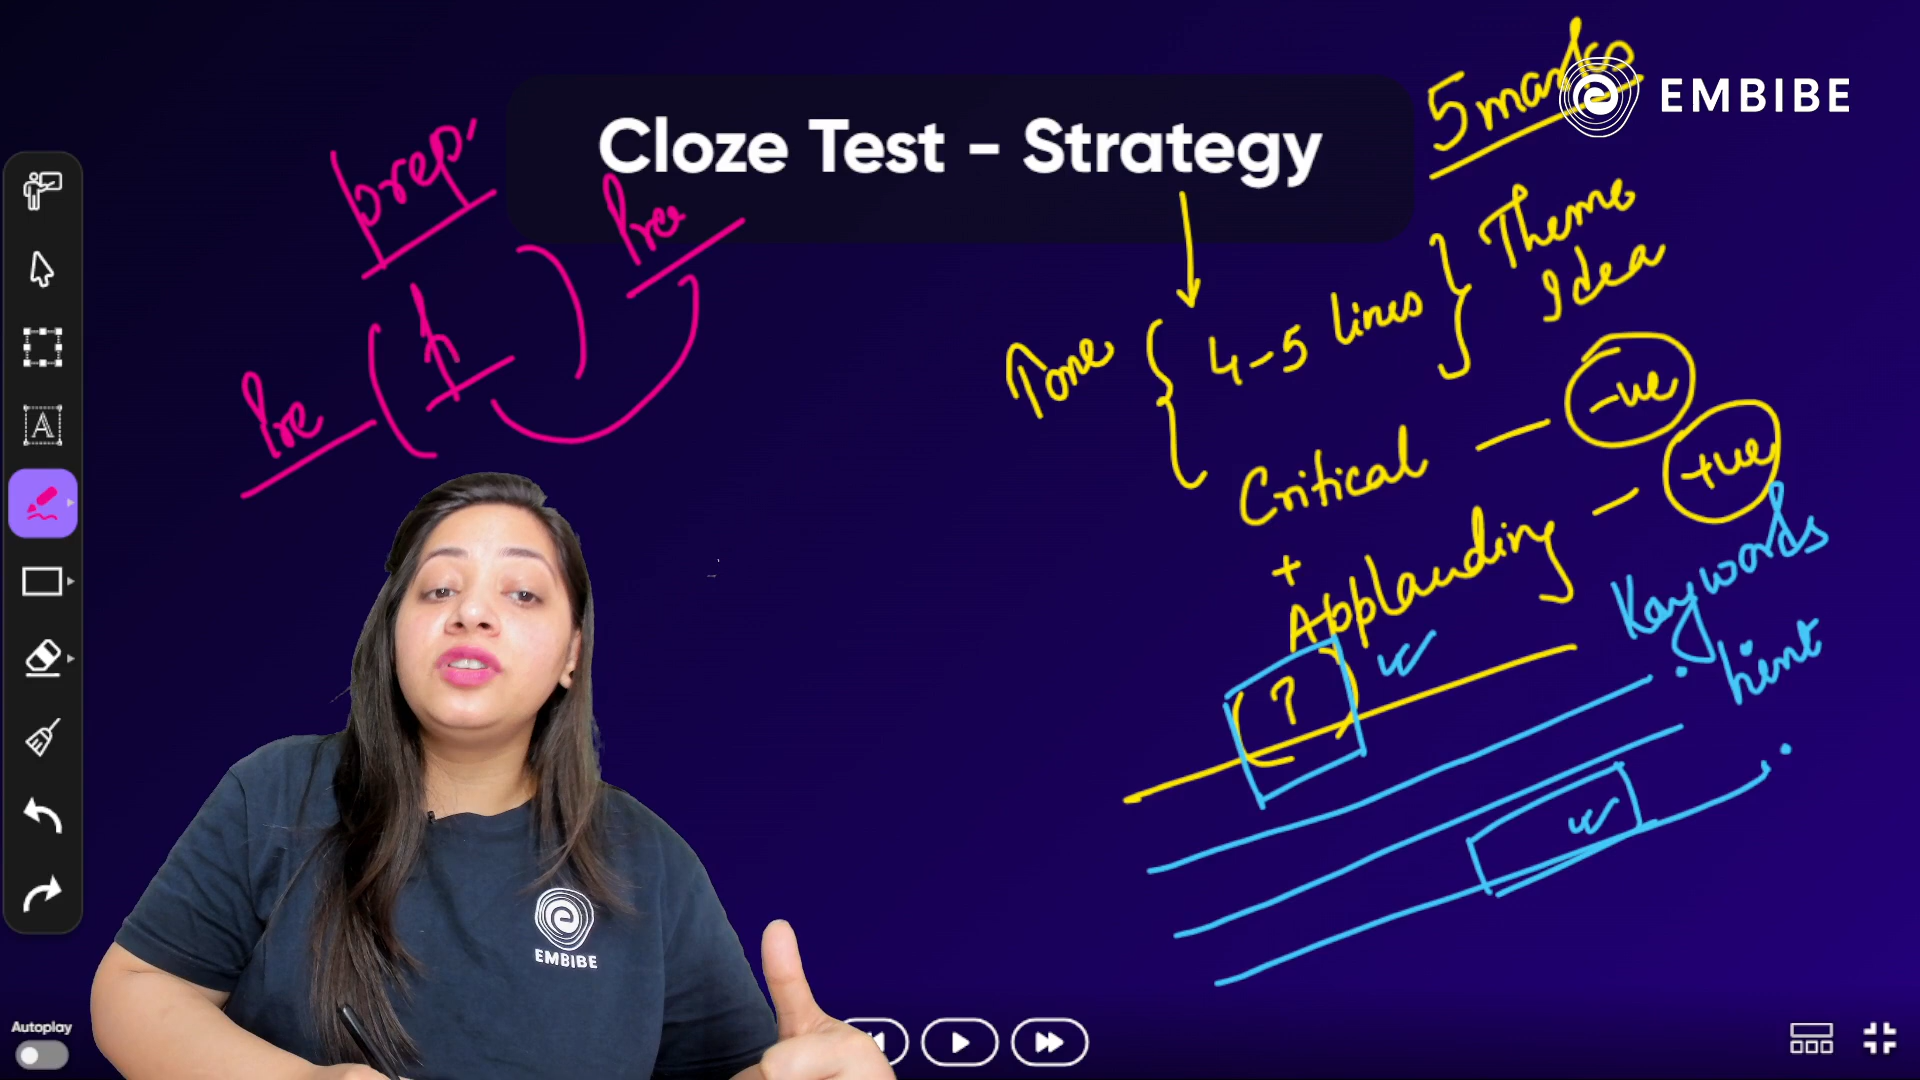 5 marks
EMBIBE
Cloze Test - Strategy
prep.
Pre
Theme
Idea
4-5 lines
Tone
Pre
Critical — -ve
+
Applauding — +ve
Keywords
hint
?
A
EMBIBE
Autoplay